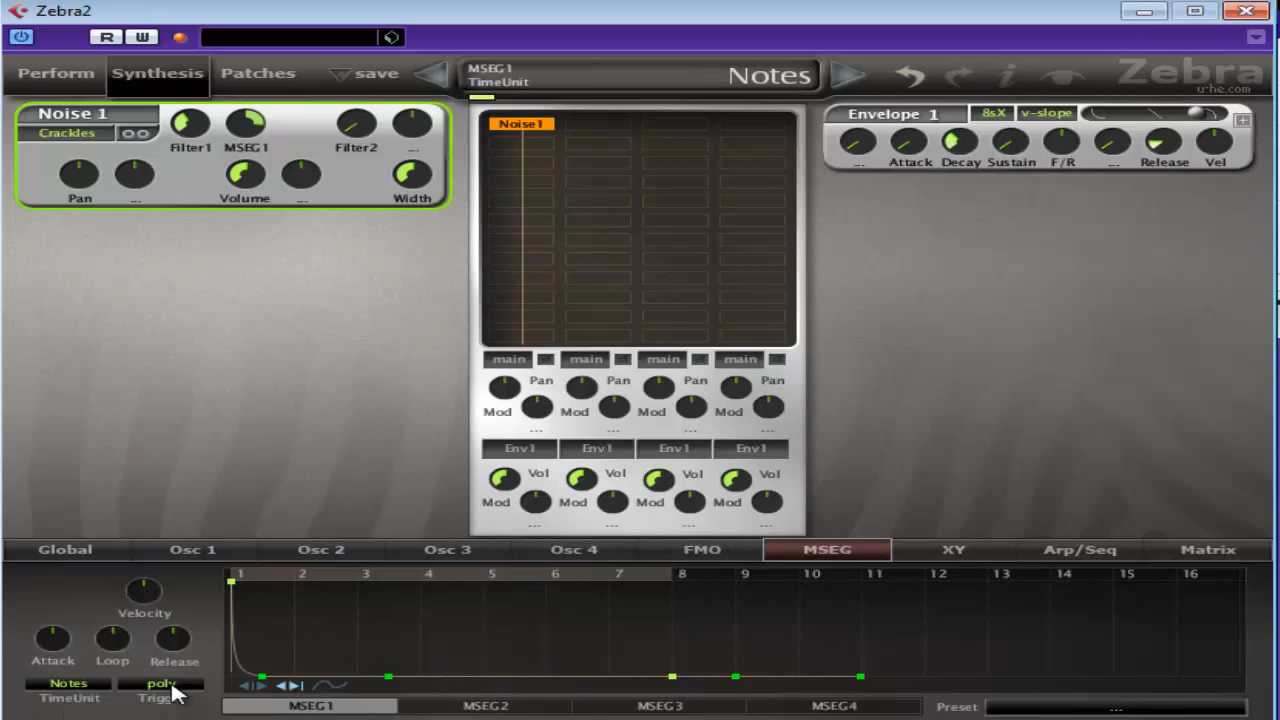 Zebra2
R W
Perform Synthesis Patches save MSEG1 TimeUnit Notes Zebra u-he.com
Noise 1
Crackles
Filter1 MSEG1 Filter2 ...
Pan ... Volume ... Width
Noise1
Envelope 1 8sX v-slope
... Attack Decay Sustain F/R ... Release Vel
main main main main
Pan Pan Pan Pan
Mod Mod Mod Mod
... ... ... ...
Env1 Env1 Env1 Env1
Vol Vol Vol Vol
Mod Mod Mod Mod
... ... ... ...
Global Osc 1 Osc 2 Osc 3 Osc 4 FMO MSEG XY Arp/Seq Matrix
1 2 3 4 5 6 7 8 9 10 11 12 13 14 15 16
Velocity
Attack Loop Release
Notes poly
TimeUnit
MSEG1 MSEG2 MSEG3 MSEG4 Preset ...